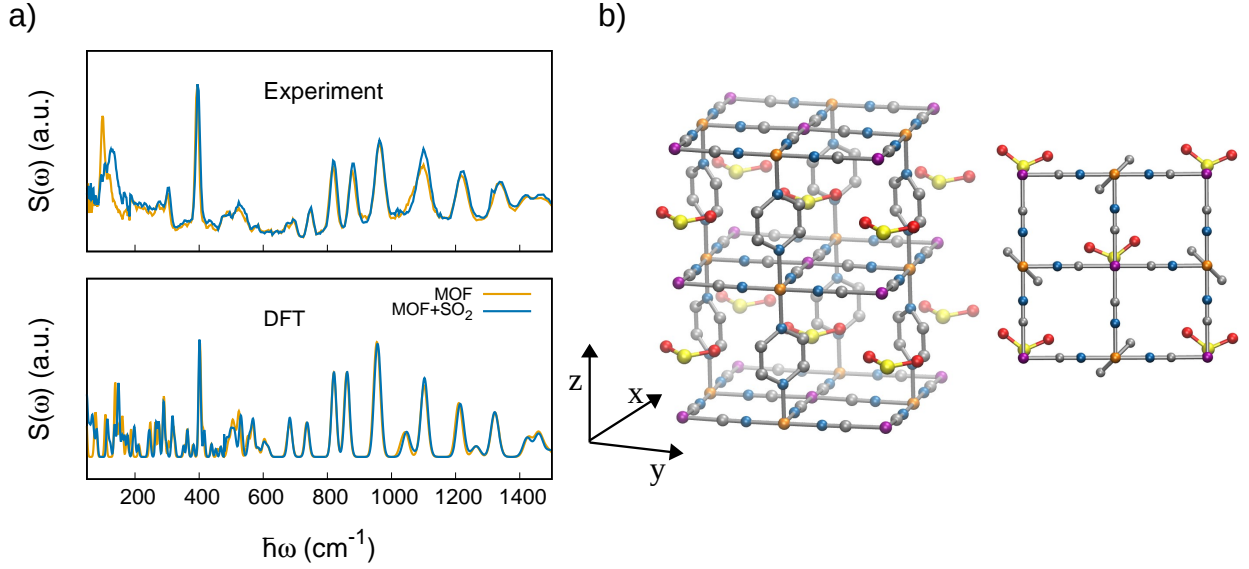 a)
S(ω) (a.u.)
Experiment
S(ω) (a.u.)
DFT
MOF
MOF+SO₂
200 400 600 800 1000 1200 1400
ħω (cm⁻¹)
b)
z
x
y